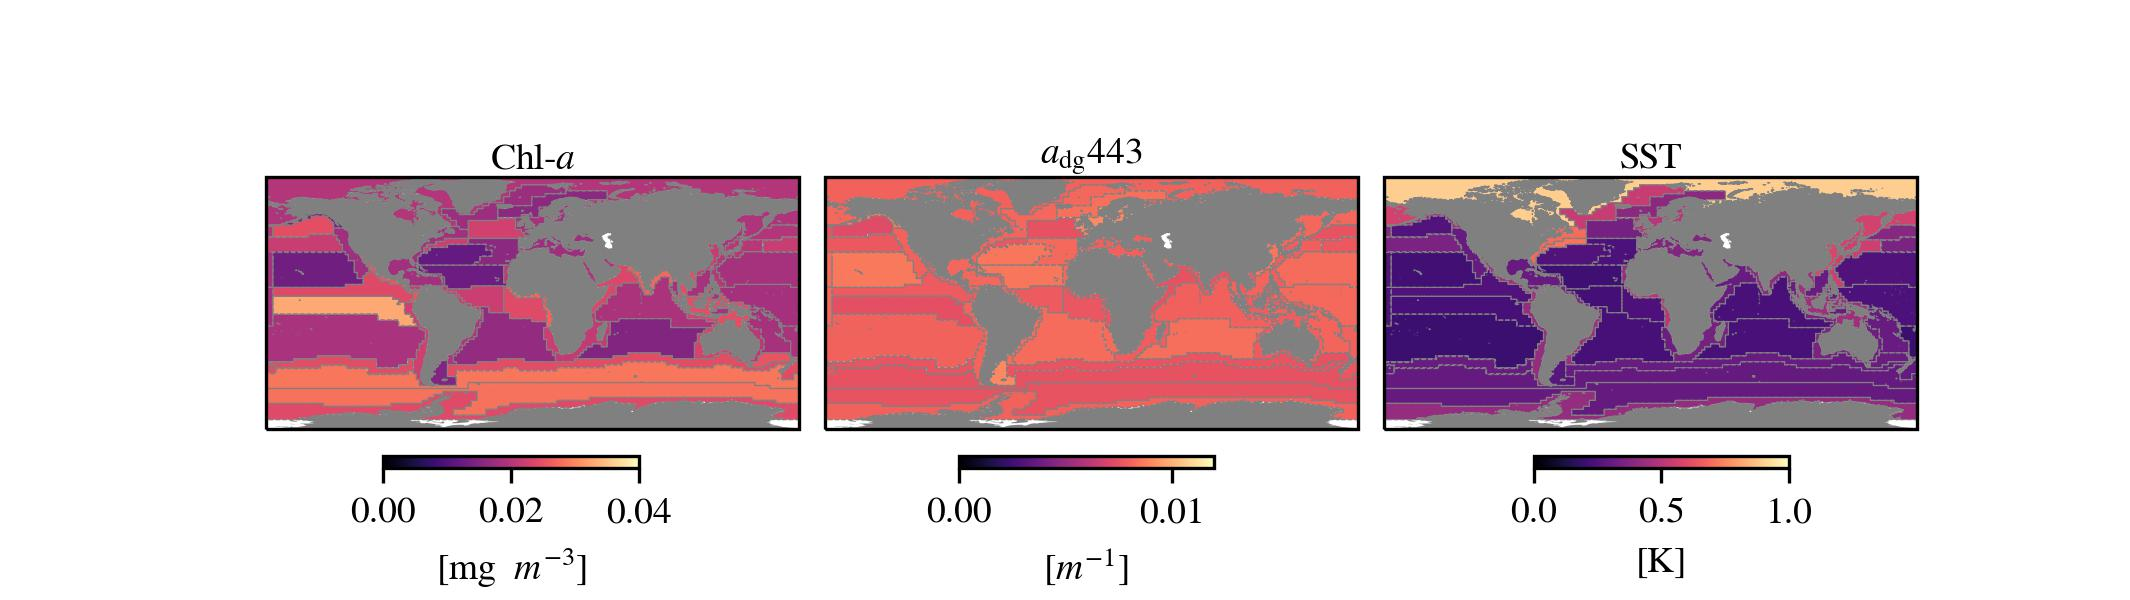 Chl-a a_dg443 SST
0.00 0.02 0.04 0.00 0.01 0.0 0.5 1.0
[mg m⁻³] [m⁻¹] [K]